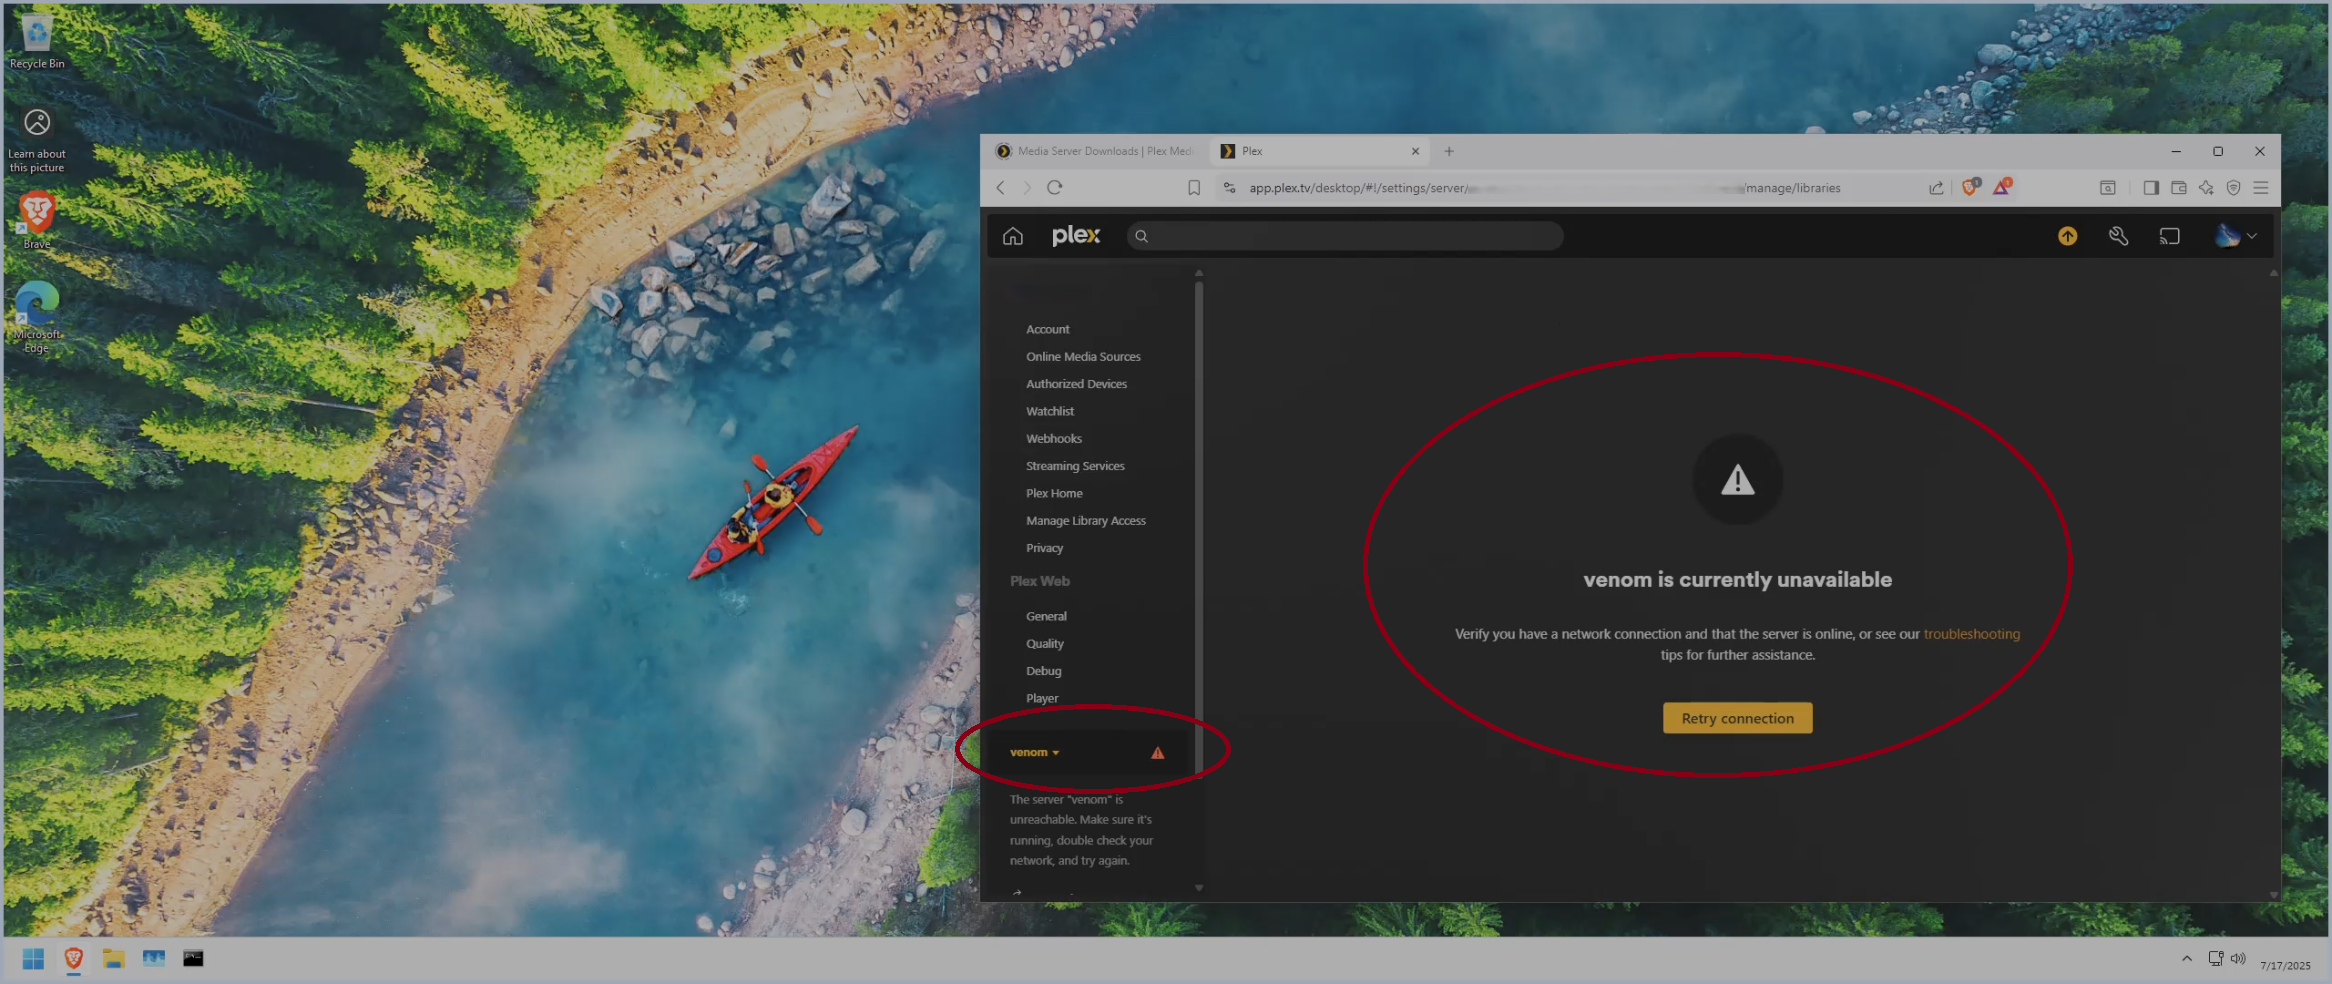 Recycle Bin
Learn about
this picture
Brave
Microsoft
Edge
Media Server Downloads | Plex Medi
Plex
app.plex.tv/desktop/#!/settings/server/
/manage/libraries
plex
Account
Online Media Sources
Authorized Devices
Watchlist
Webhooks
Streaming Services
Plex Home
Manage Library Access
Privacy
Plex Web
General
Quality
Debug
Player
venom
The server "venom" is
unreachable. Make sure it's
running, double check your
network, and try again.
venom is currently unavailable
Verify you have a network connection and that the server is online, or see our troubleshooting
tips for further assistance.
Retry connection
7/17/2025